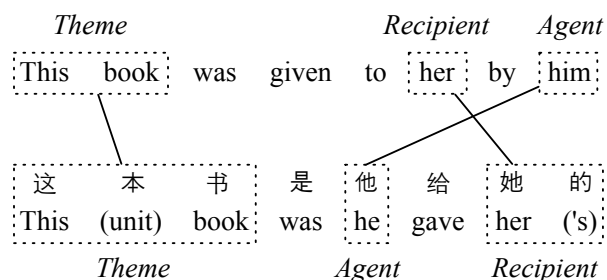 Theme Recipient Agent
This book was given to her by him
这 本 书 是 他 给 她 的
This (unit) book was he gave her ('s)
Theme Agent Recipient